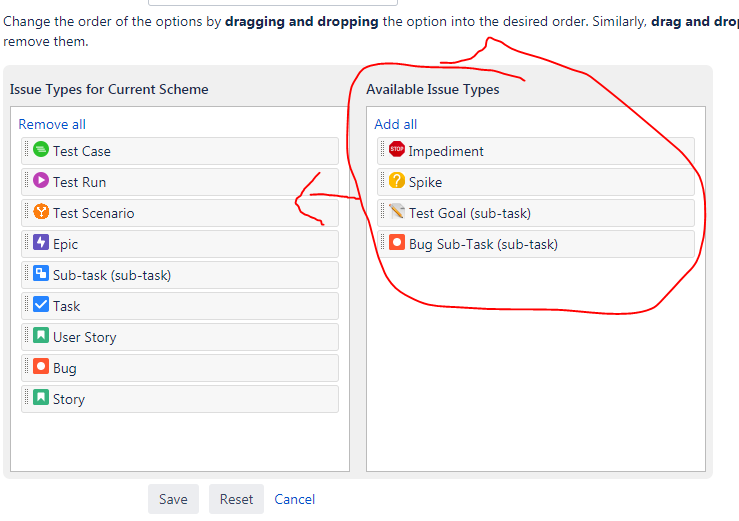 Change the order of the options by dragging and dropping the option into the desired order. Similarly, drag and drop
remove them.
Issue Types for Current Scheme
Available Issue Types
Remove all
Add all
Test Case
Impediment
STOP
Test Run
Spike
?
Test Scenario
Test Goal (sub-task)
Epic
Bug Sub-Task (sub-task)
Sub-task (sub-task)
Task
User Story
Bug
Story
Save Reset Cancel